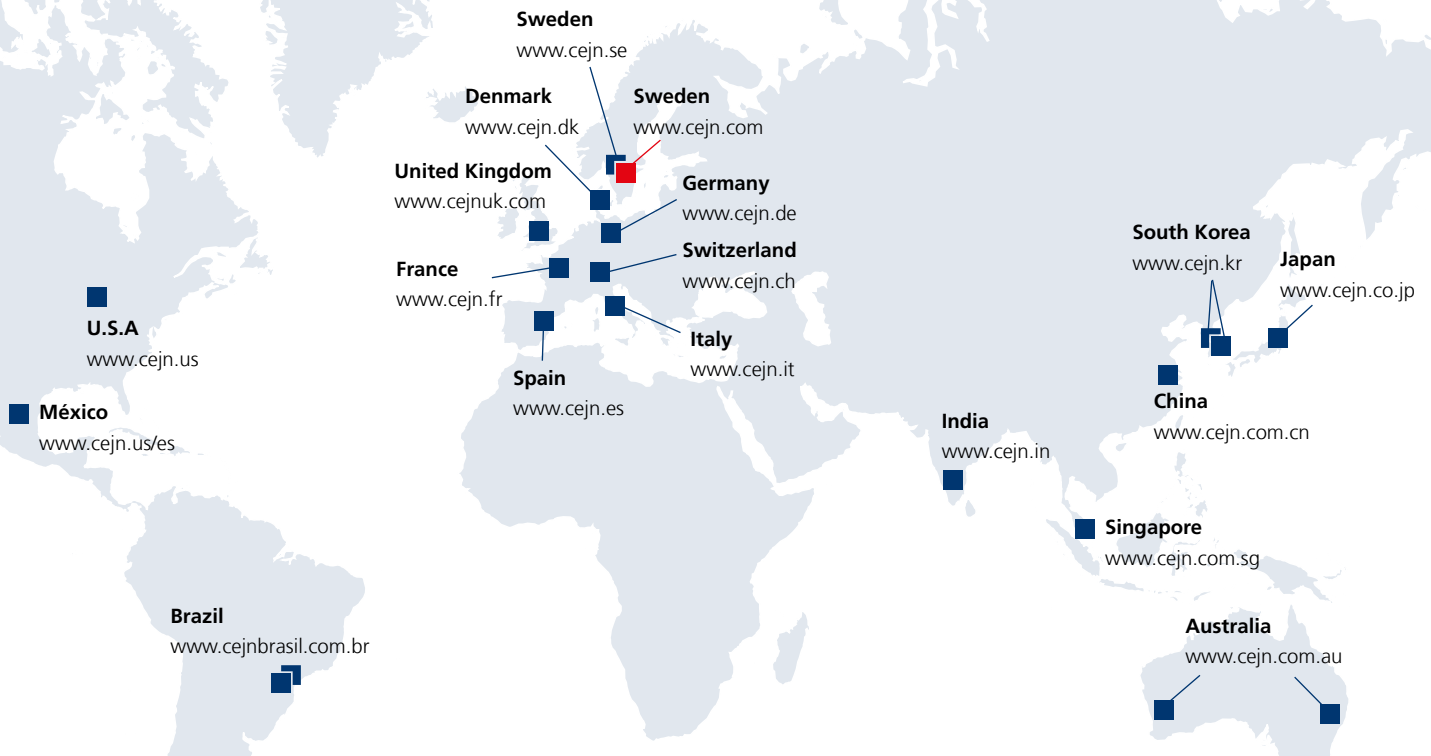 Sweden
www.cejn.se
Denmark
www.cejn.dk
Sweden
www.cejn.com
United Kingdom
www.cejnuk.com
Germany
www.cejn.de
France
www.cejn.fr
Switzerland
www.cejn.ch
Italy
www.cejn.it
Spain
www.cejn.es
U.S.A
www.cejn.us
México
www.cejn.us/es
Brazil
www.cejnbrasil.com.br
South Korea
www.cejn.kr
Japan
www.cejn.co.jp
China
www.cejn.com.cn
India
www.cejn.in
Singapore
www.cejn.com.sg
Australia
www.cejn.com.au